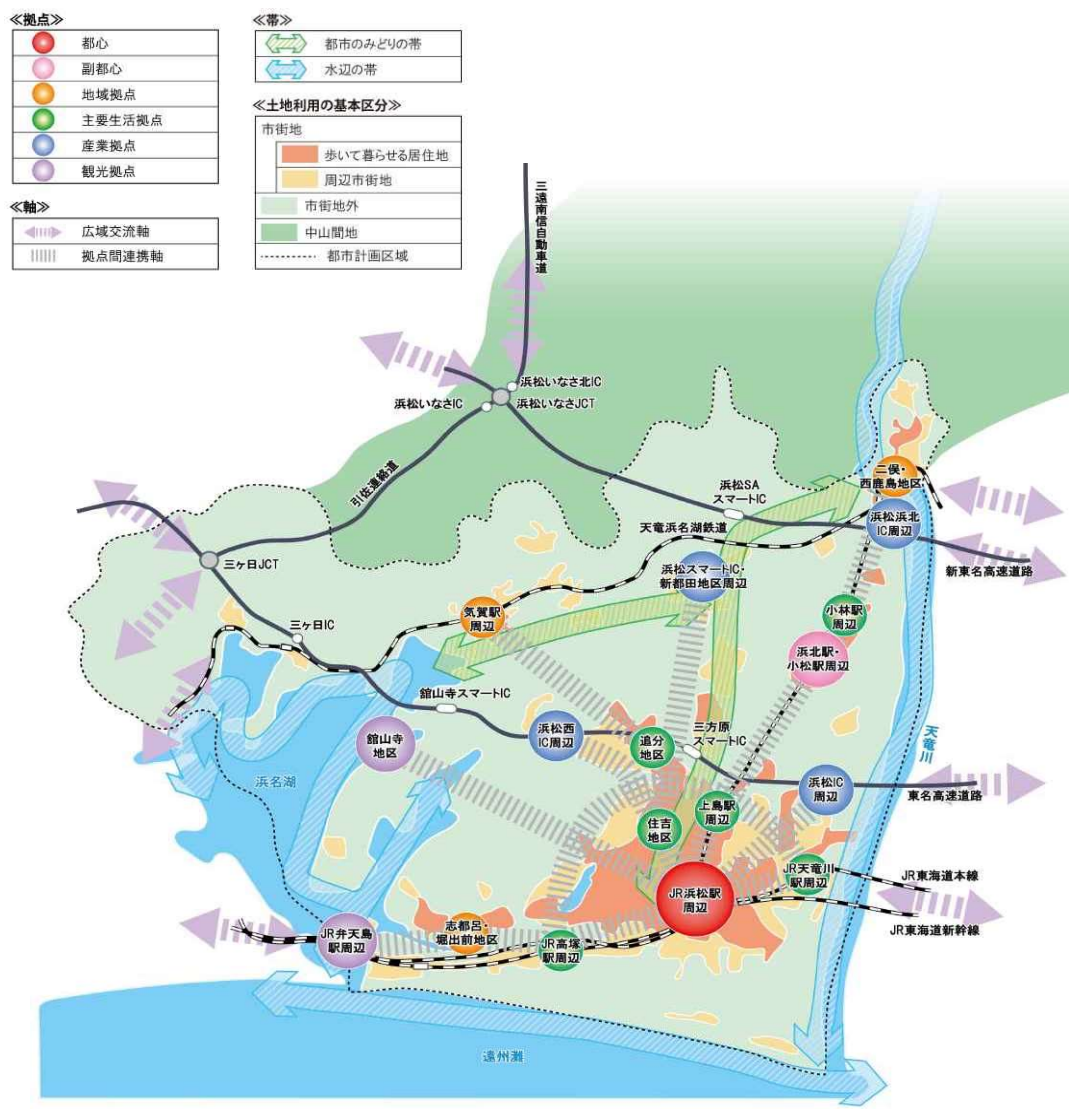 ≪拠点≫
都心
副都心
地域拠点
主要生活拠点
産業拠点
観光拠点
≪軸≫
広域交流軸
拠点間連携軸
≪帯≫
都市のみどりの帯
水辺の帯
≪土地利用の基本区分≫
市街地
歩いて暮らせる居住地
周辺市街地
市街地外
中山間地
都市計画区域
三遠南信自動車道
浜松いなさ北IC
浜松いなさIC
浜松いなさJCT
引佐連絡道
浜松SA
スマートIC
二俣・
西鹿島地区
天竜浜名湖鉄道
浜松浜北
IC周辺
三ヶ日JCT
浜松スマートIC・
新都田地区周辺
新東名高速道路
気賀駅
周辺
小林駅
周辺
三ヶ日IC
浜北駅・
小松駅周辺
舘山寺スマートIC
舘山寺
地区
浜松西
IC周辺
追分
地区
三方原
スマートIC
天竜川
浜名湖
浜松IC
周辺
東名高速道路
上島駅
周辺
住吉
地区
JR天竜川
駅周辺
JR東海道本線
JR浜松駅
周辺
JR東海道新幹線
志都呂・
堀出前地区
JR弁天島
駅周辺
JR高塚
駅周辺
遠州灘